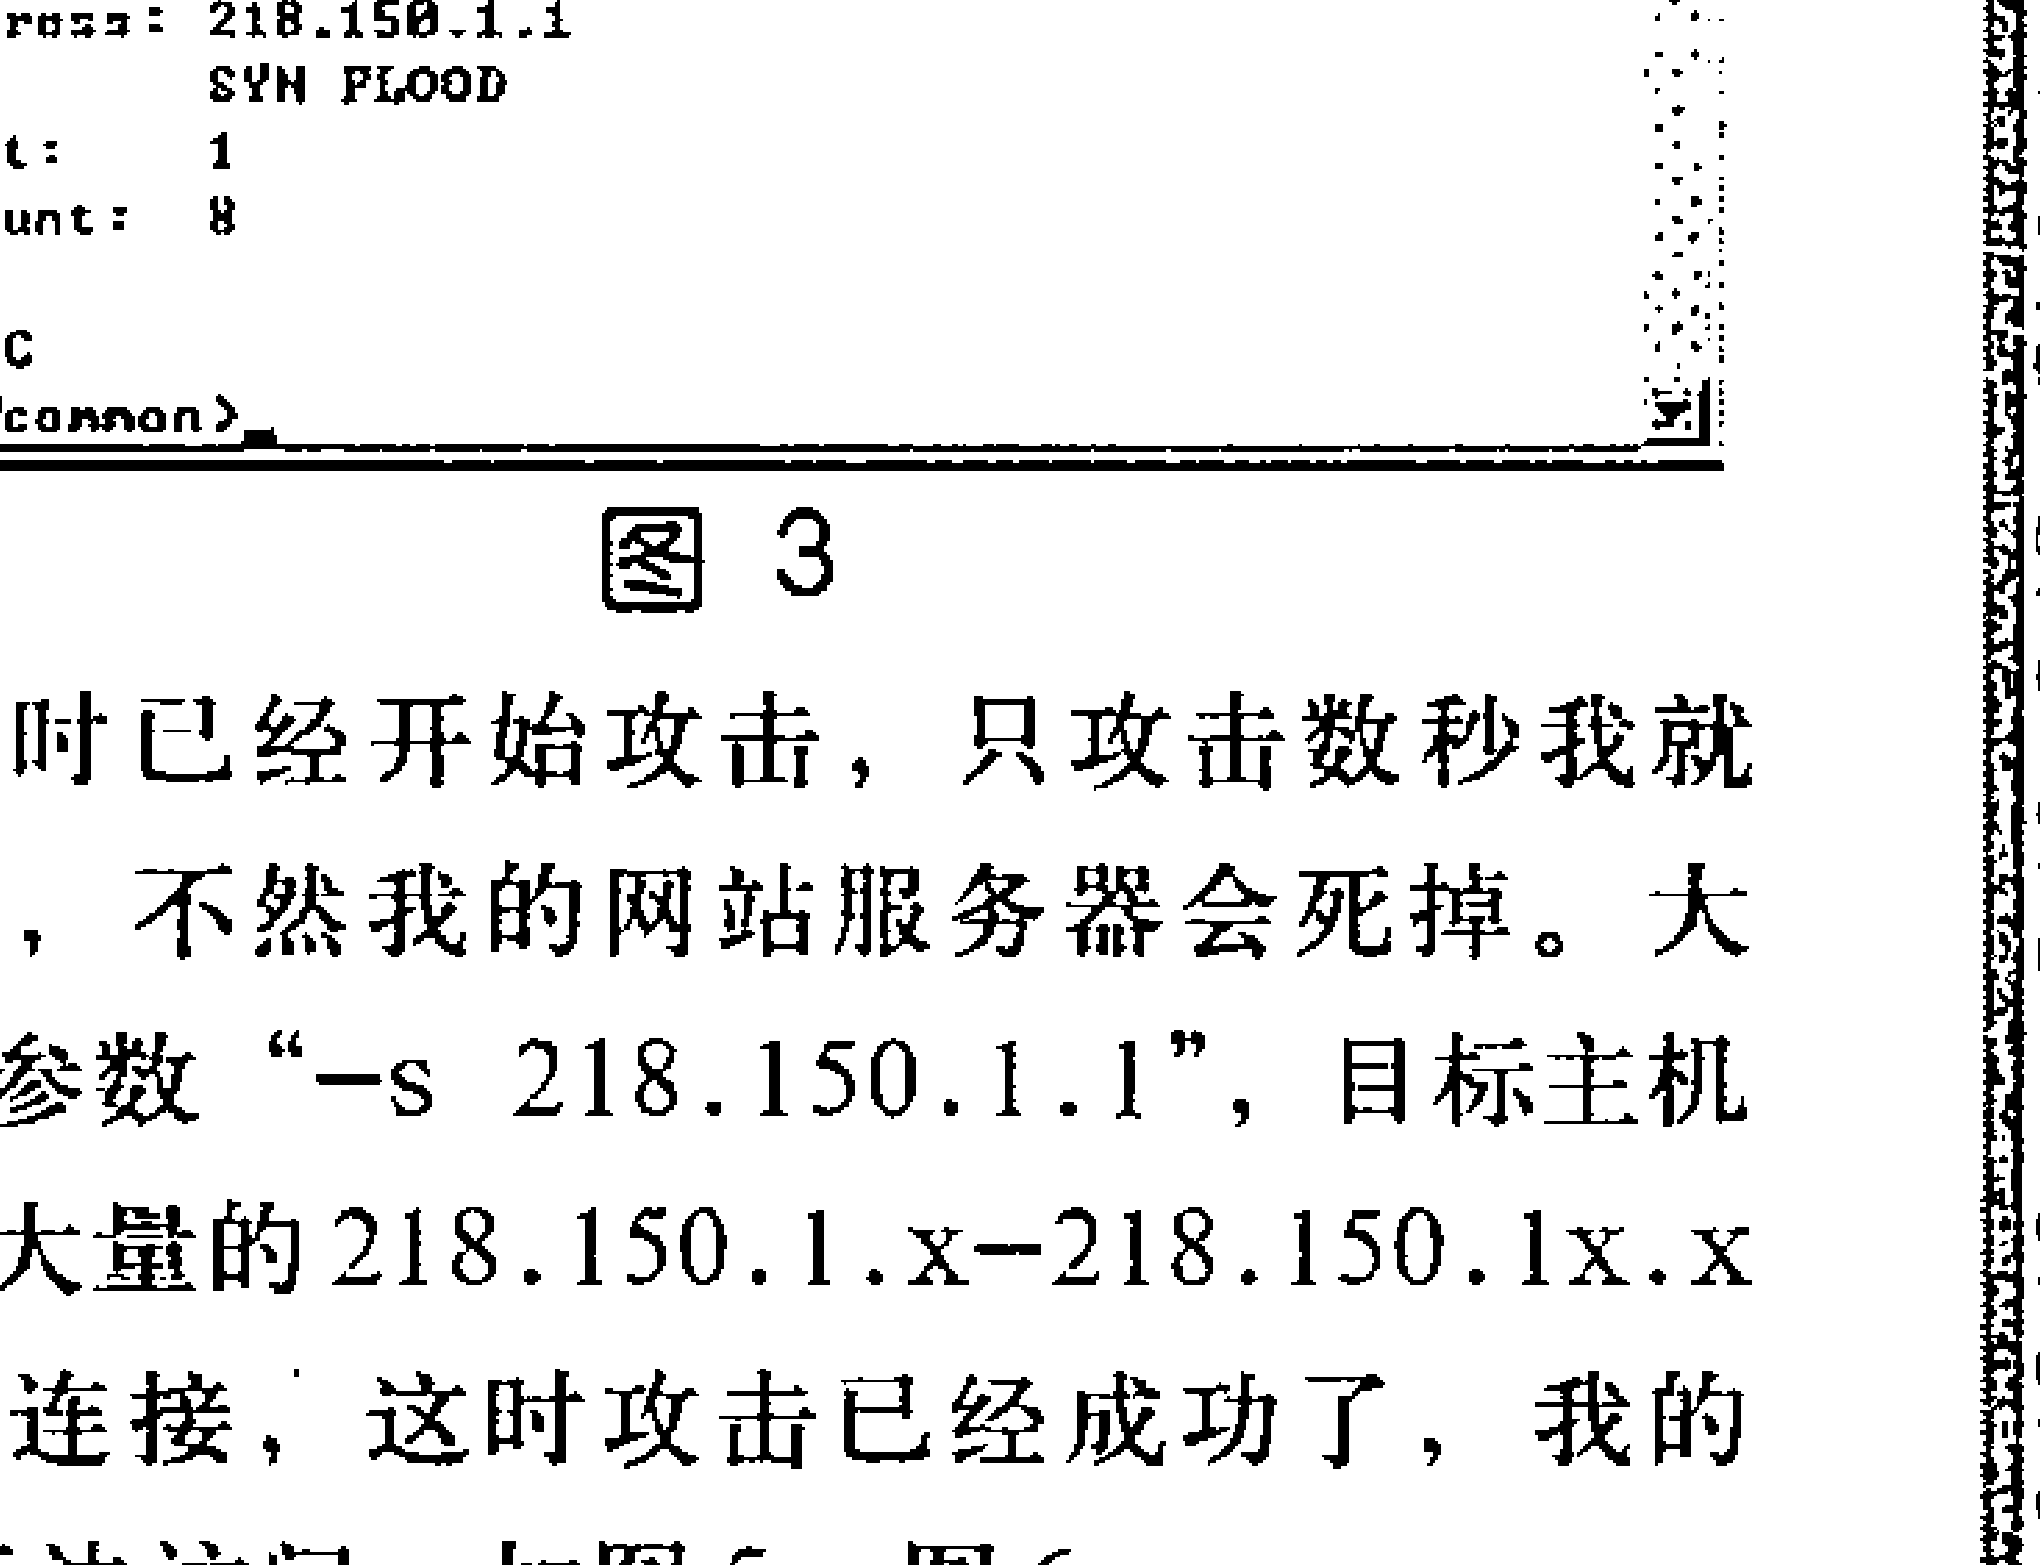 ress: 218.150.1.1
SYN FLOOD
t: 1
unt: 8
C
common>_
图 3
时已经开始攻击，只攻击数秒我就
，不然我的网站服务器会死掉。大
参数“-s 218.150.1.1”，目标主机
大量的218.150.1.x-218.150.1x.x
连接，这时攻击已经成功了，我的